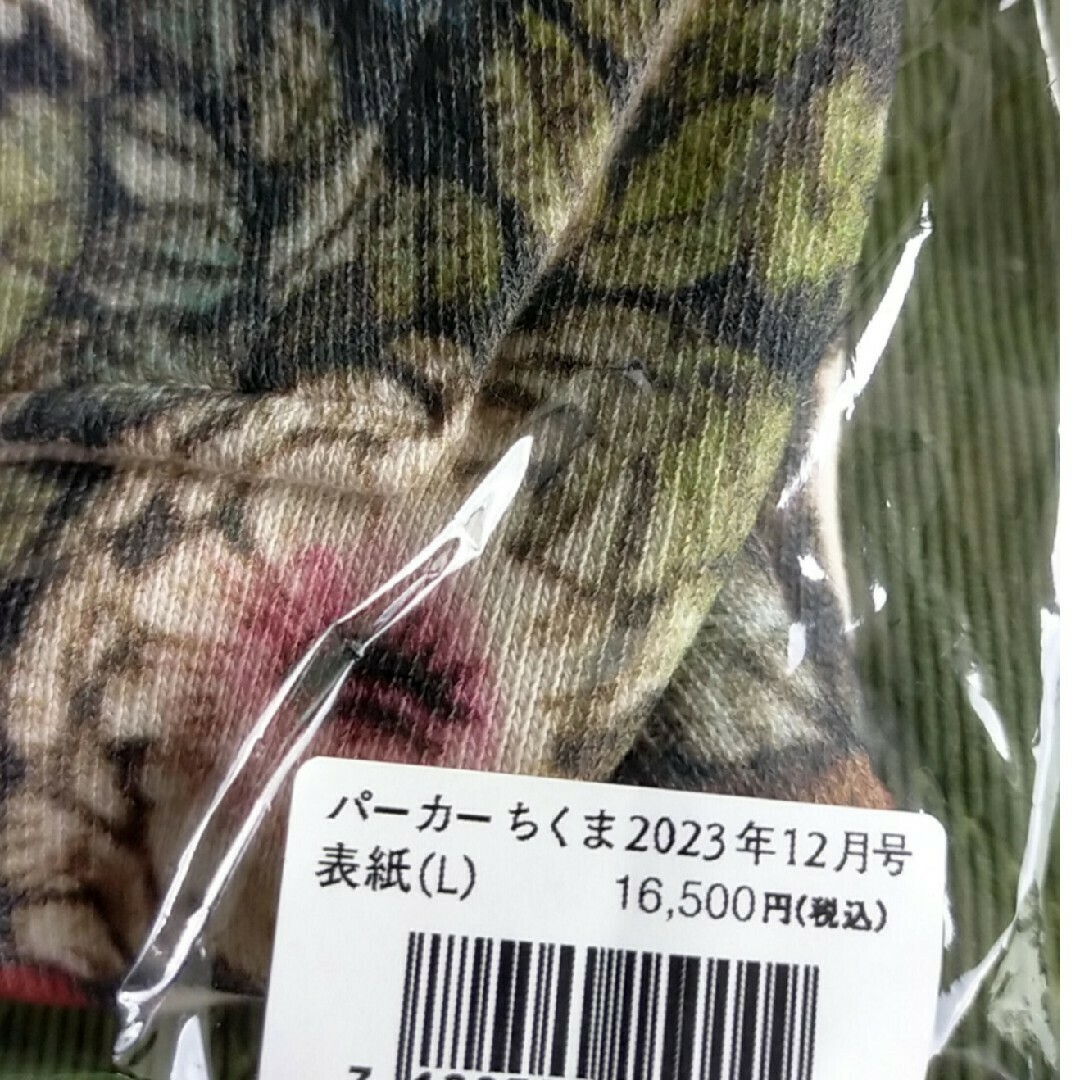 パーカー ちくま2023年12月号
表紙(L)
16,500円(税込)